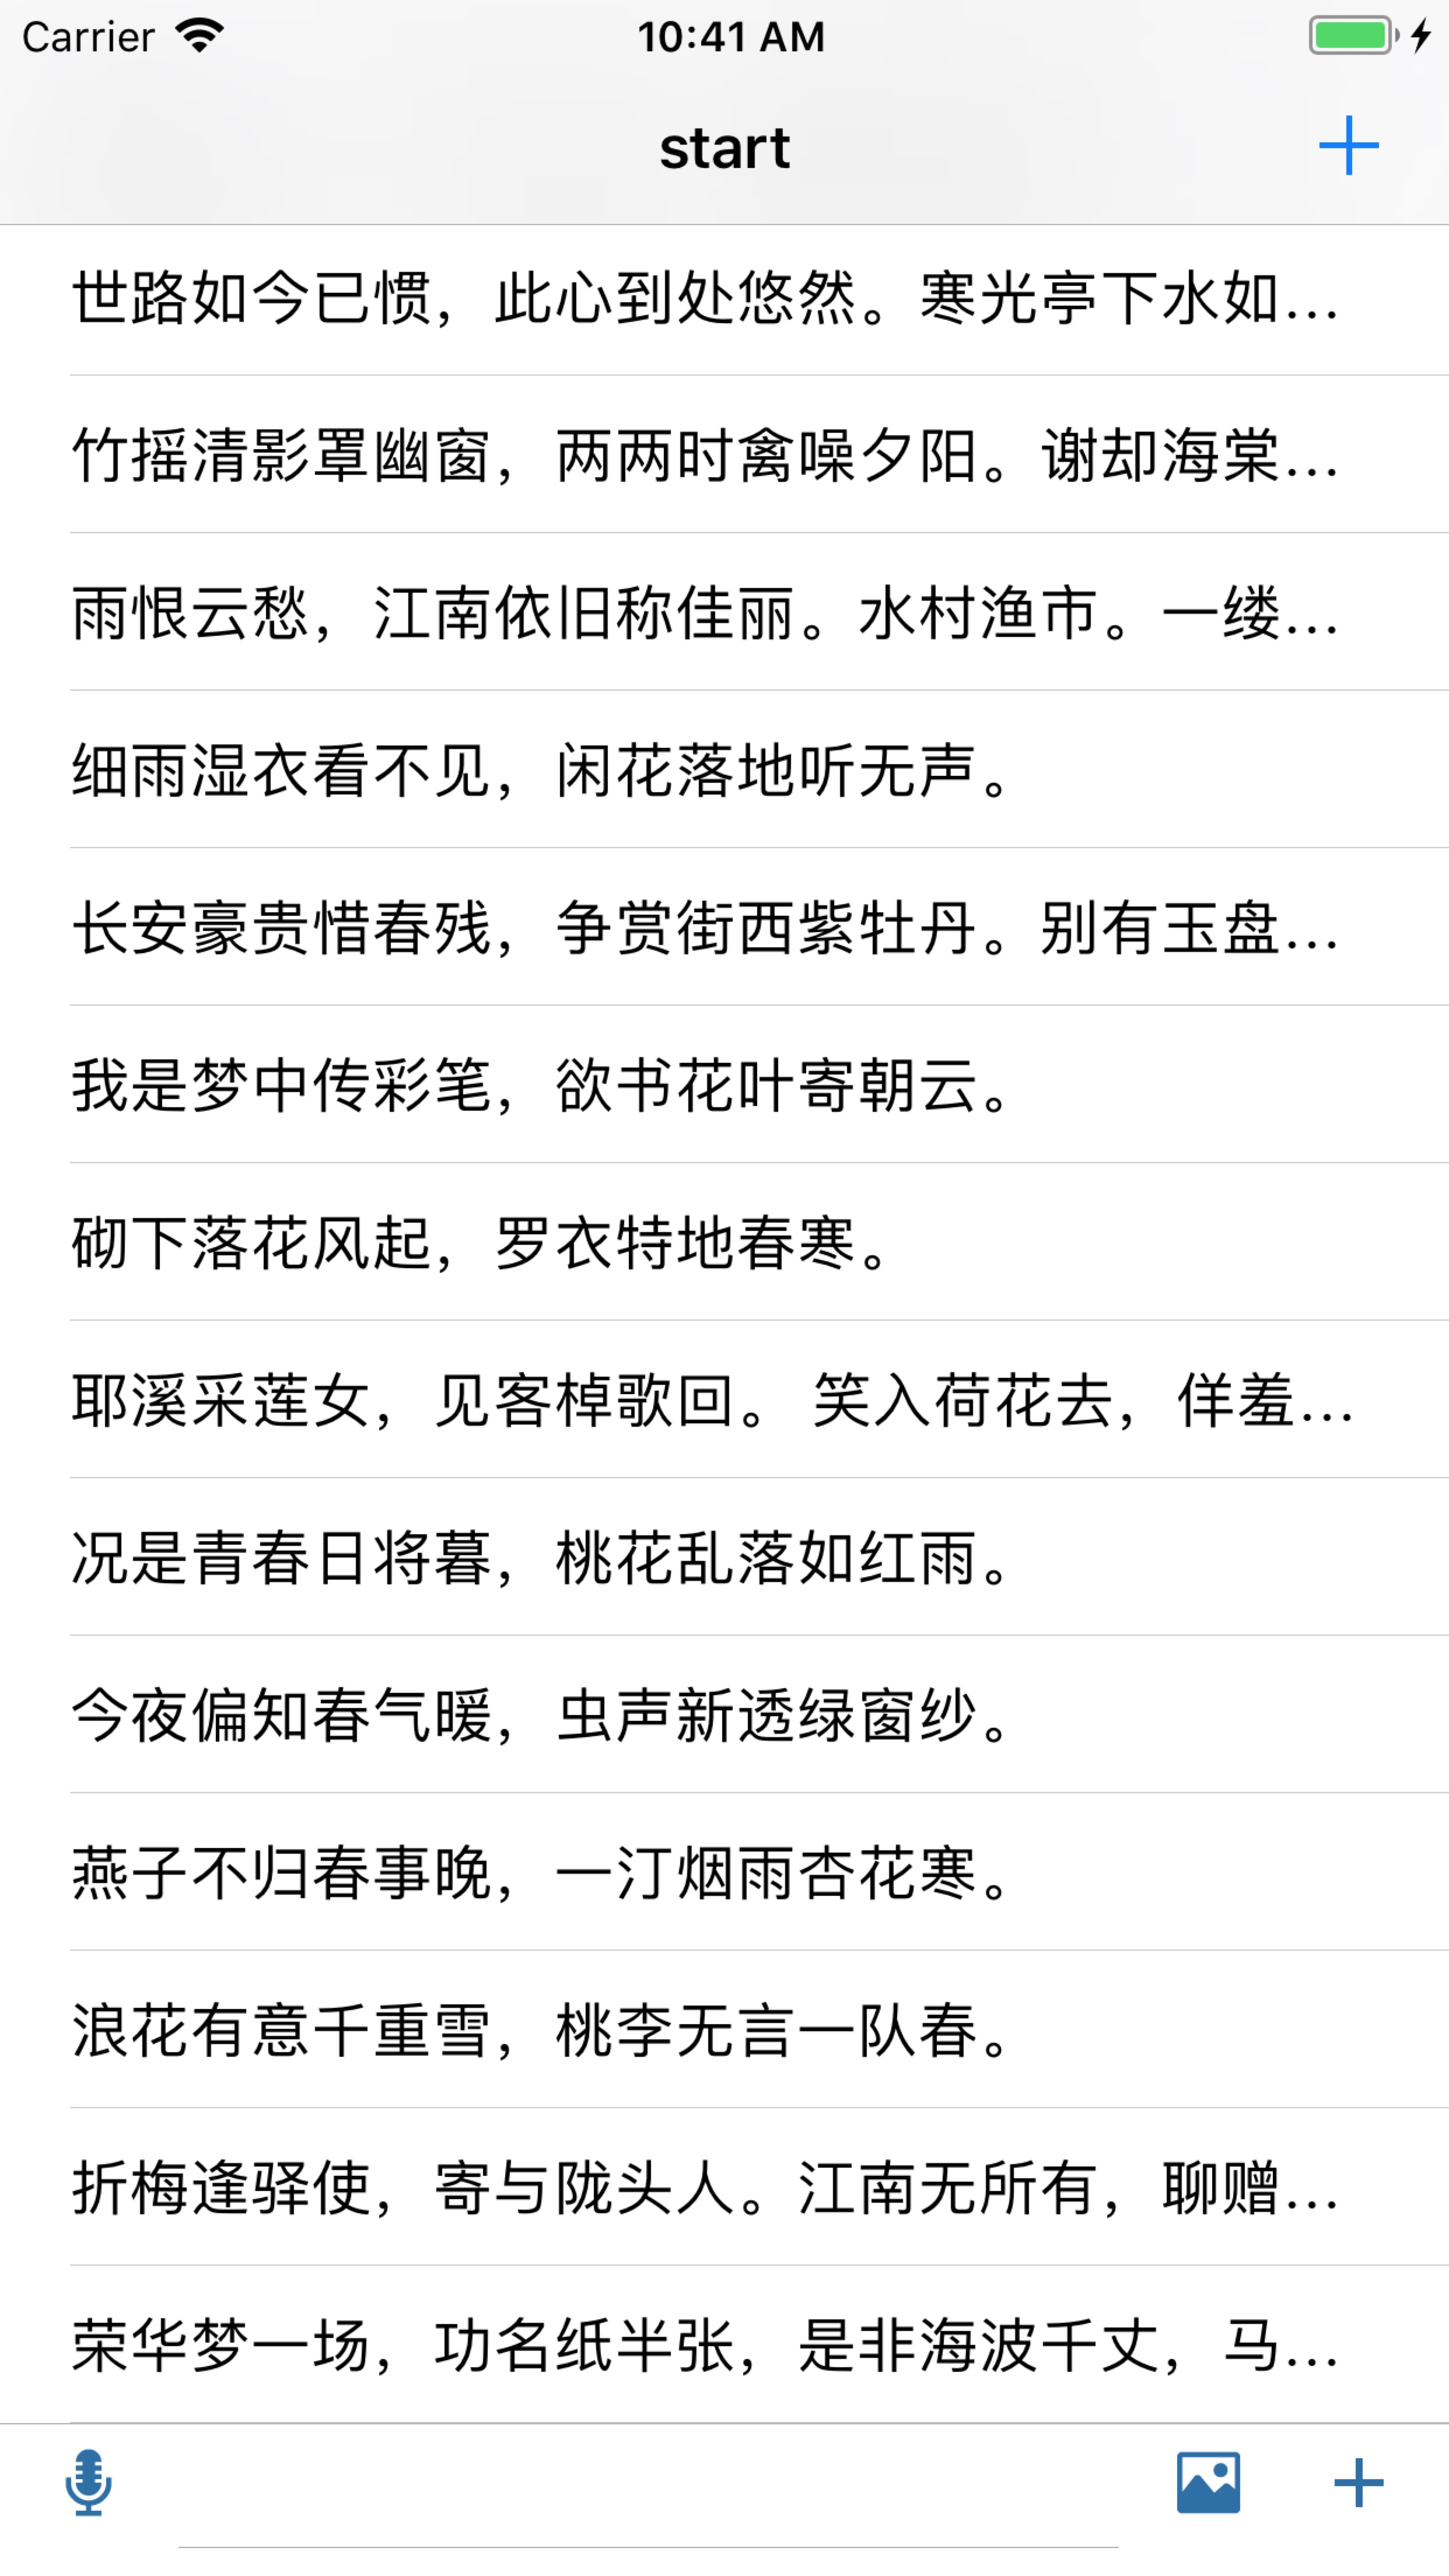 Carrier 10:41 AM
start
世路如今已惯，此心到处悠然。寒光亭下水如...
竹摇清影罩幽窗，两两时禽噪夕阳。谢却海棠...
雨恨云愁，江南依旧称佳丽。水村渔市。一缕...
细雨湿衣看不见，闲花落地听无声。
长安豪贵惜春残，争赏街西紫牡丹。别有玉盘...
我是梦中传彩笔，欲书花叶寄朝云。
砌下落花风起，罗衣特地春寒。
耶溪采莲女，见客棹歌回。 笑入荷花去，佯羞...
况是青春日将暮，桃花乱落如红雨。
今夜偏知春气暖，虫声新透绿窗纱。
燕子不归春事晚，一汀烟雨杏花寒。
浪花有意千重雪，桃李无言一队春。
折梅逢驿使，寄与陇头人。江南无所有，聊赠...
荣华梦一场，功名纸半张，是非海波千丈，马...